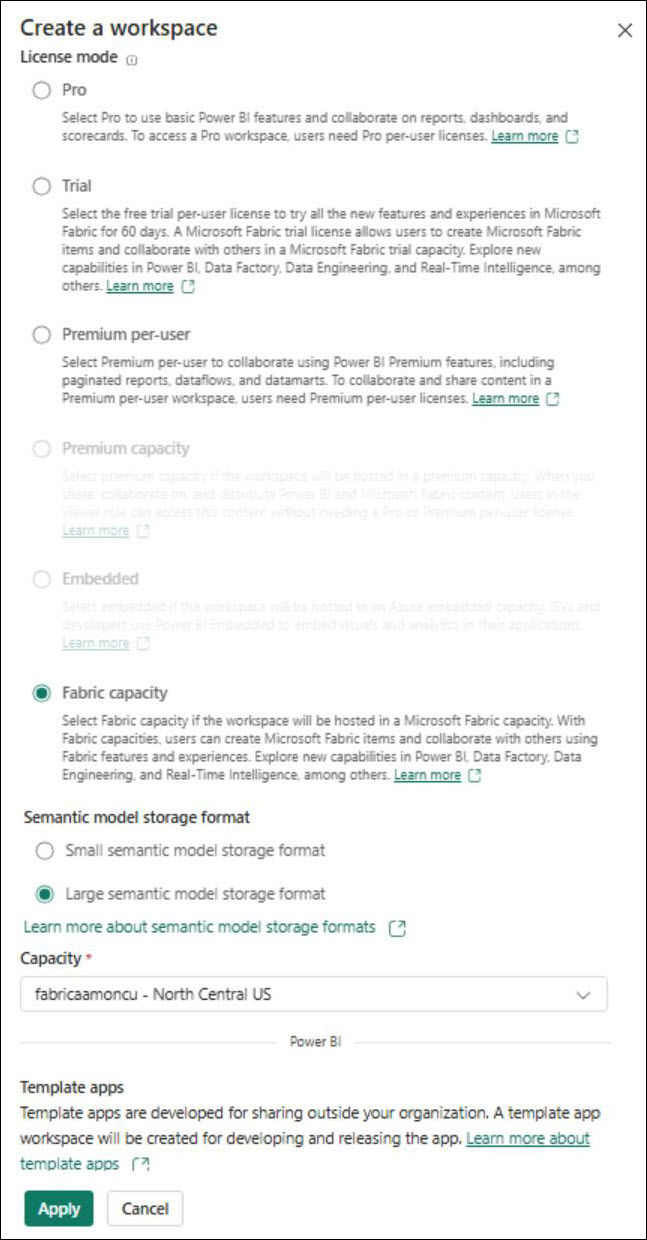 Create a workspace
License mode
Pro
Select Pro to use basic Power BI features and collaborate on reports, dashboards, and
scorecards. To access a Pro workspace, users need Pro per-user licenses. Learn more
Trial
Select the free trial per-user license to try all the new features and experiences in Microsoft
Fabric for 60 days. A Microsoft Fabric trial license allows users to create Microsoft Fabric
items and collaborate with others in a Microsoft Fabric trial capacity. Explore new
capabilities in Power BI, Data Factory, Data Engineering, and Real-Time Intelligence, among
others. Learn more
Premium per-user
Select Premium per-user to collaborate using Power BI Premium features, including
paginated reports, dataflows, and datamarts. To collaborate and share content in a
Premium per-user workspace, users need Premium per-user licenses. Learn more
Premium capacity
Select premium capacity if the workspace will be hosted in a premium capacity. When you
share, collaborate on, and distribute Power BI and Microsoft Fabric content, users in the
viewer role can access this content without needing a Pro or Premium per-user license.
Learn more
Embedded
Select embedded if the workspace will be hosted in an Azure embedded capacity. ISVs and
developers use Power BI Embedded to embed visuals and analytics in their applications.
Learn more
Fabric capacity
Select Fabric capacity if the workspace will be hosted in a Microsoft Fabric capacity. With
Fabric capacities, users can create Microsoft Fabric items and collaborate with others using
Fabric features and experiences. Explore new capabilities in Power BI, Data Factory, Data
Engineering, and Real-Time Intelligence, among others. Learn more
Semantic model storage format
Small semantic model storage format
Large semantic model storage format
Learn more about semantic model storage formats
Capacity *
fabricaamoncu - North Central US
Power BI
Template apps
Template apps are developed for sharing outside your organization. A template app
workspace will be created for developing and releasing the app. Learn more about
template apps
Apply Cancel